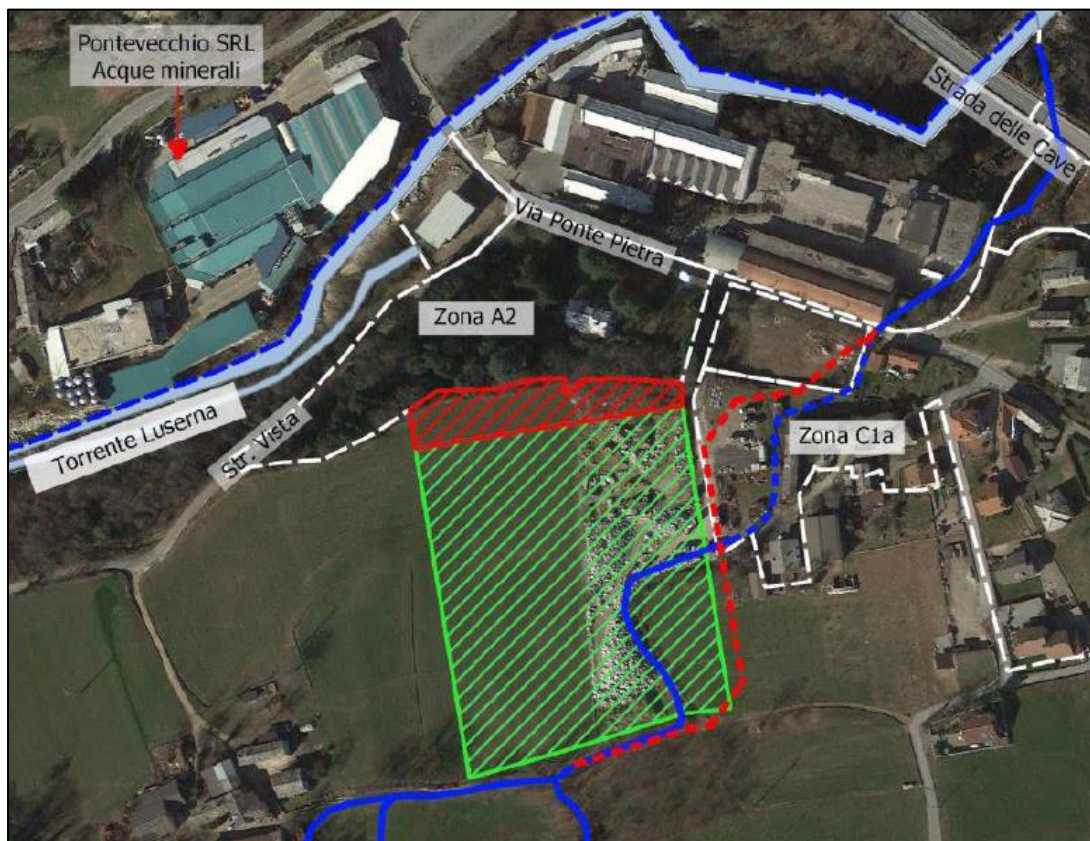 Pontevecchio SRL
Acque minerali
Strada delle Cave
Via Ponte Pietra
Zona A2
Torrente Luserna
Str. Vista
Zona C1a